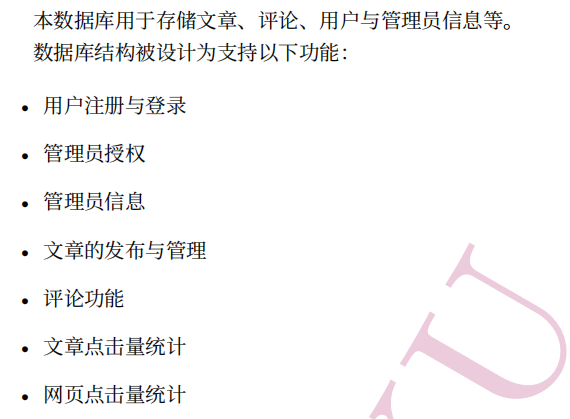 本数据库用于存储文章、评论、用户与管理员信息等。
数据库结构被设计为支持以下功能：
• 用户注册与登录
• 管理员授权
• 管理员信息
• 文章的发布与管理
• 评论功能
• 文章点击量统计
• 网页点击量统计
U